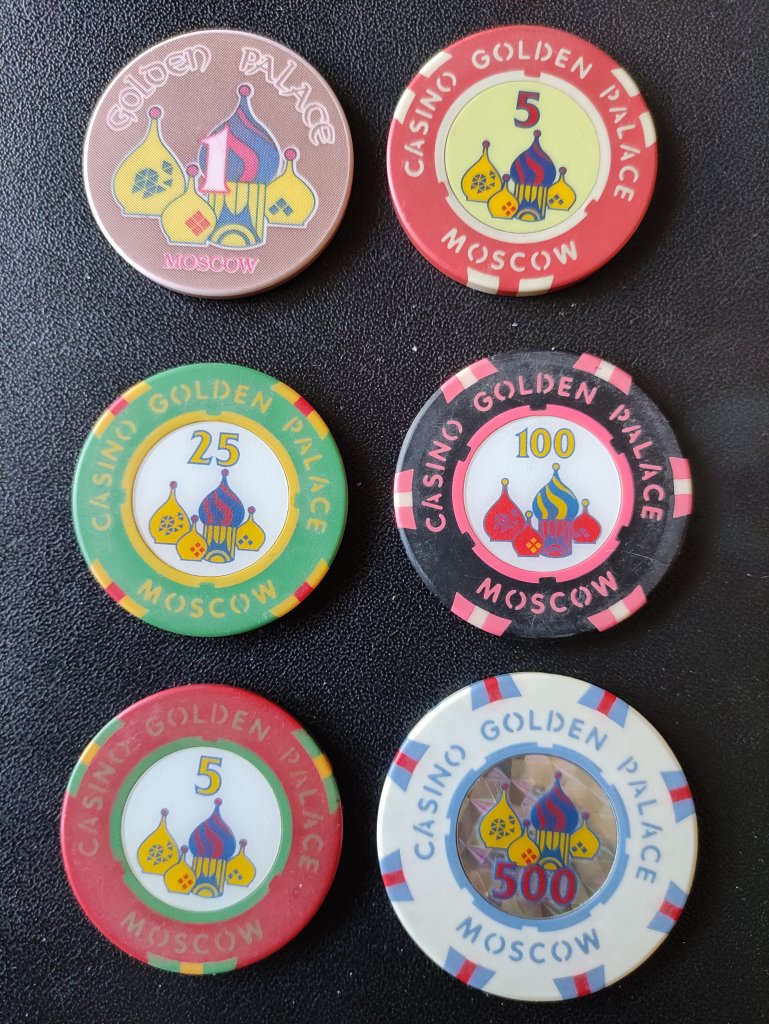 GOLDEN PALACE
1
MOSCOW
CASINO GOLDEN PALACE
5
MOSCOW
CASINO GOLDEN PALACE
25
MOSCOW
CASINO GOLDEN PALACE
100
MOSCOW
CASINO GOLDEN PALACE
5
MOSCOW
CASINO GOLDEN PALACE
500
MOSCOW